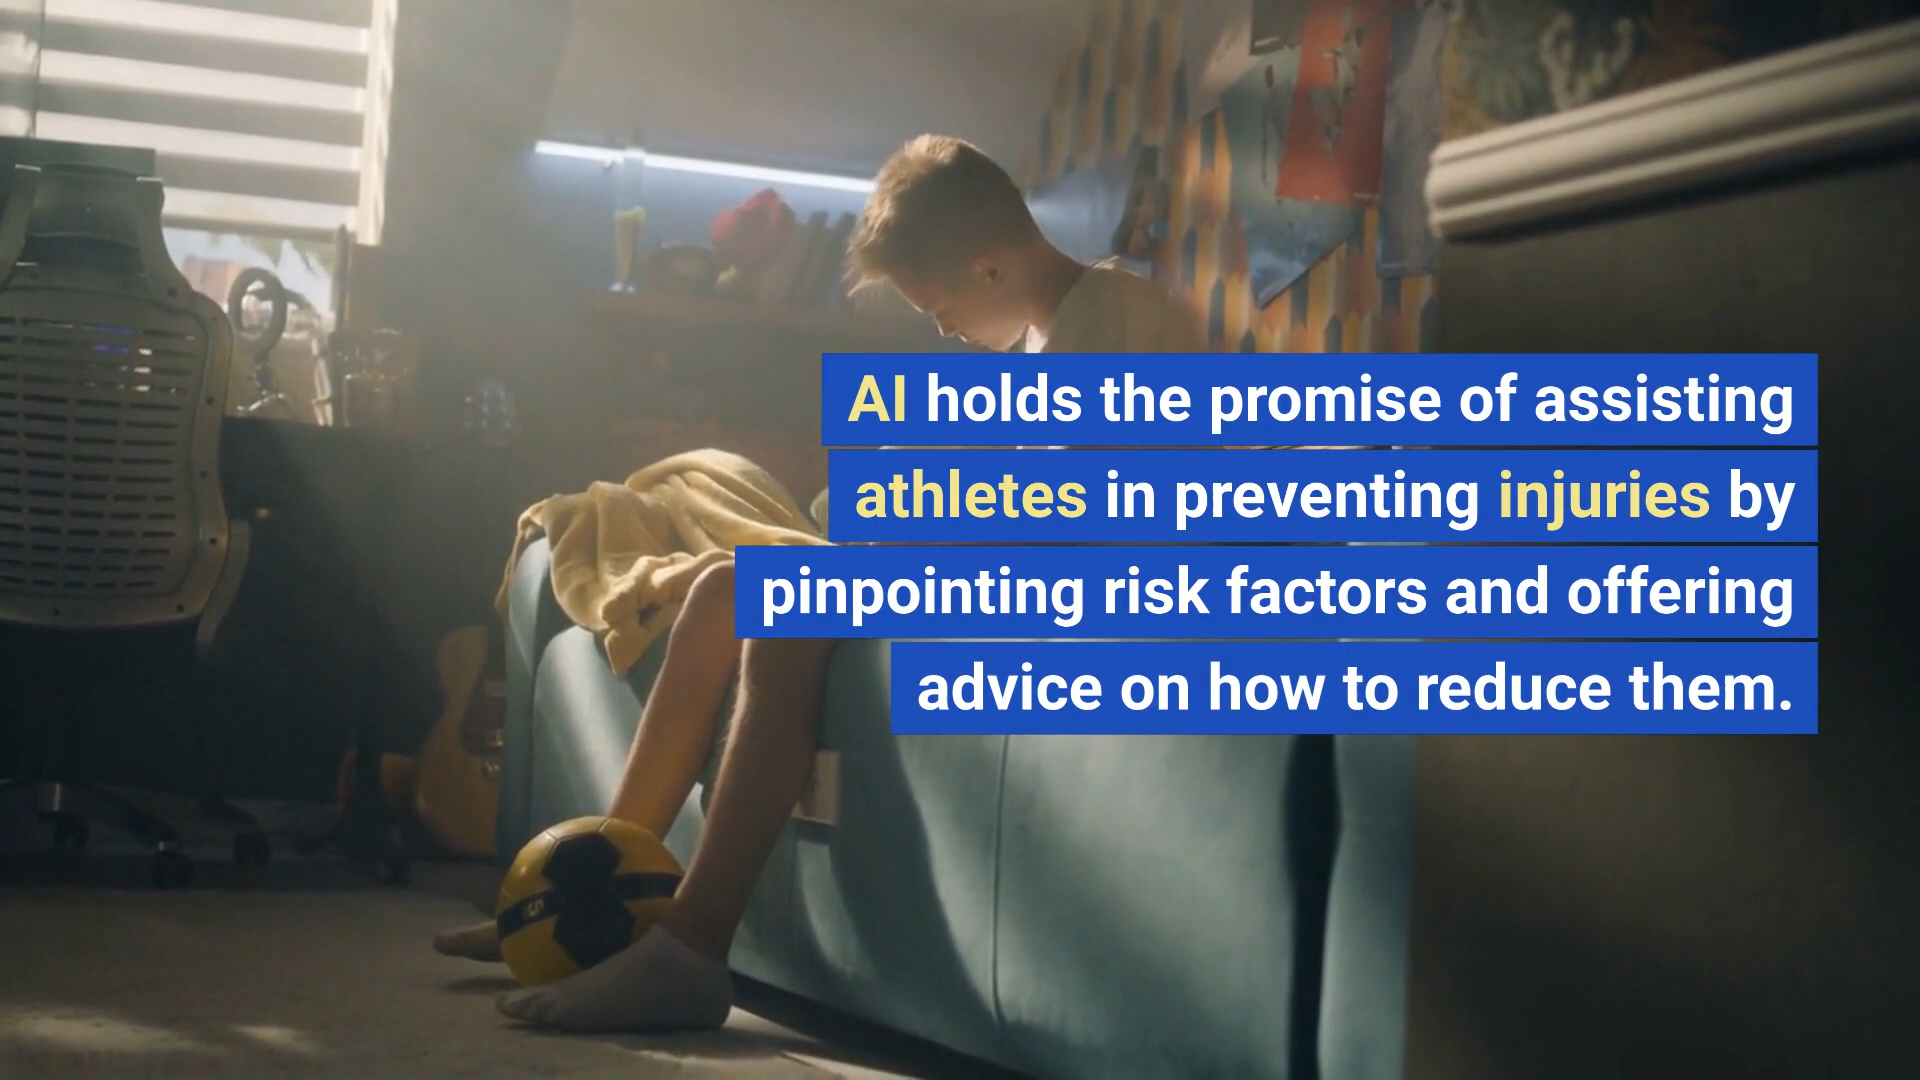 AI holds the promise of assisting
athletes in preventing injuries by
pinpointing risk factors and offering
advice on how to reduce them.
5